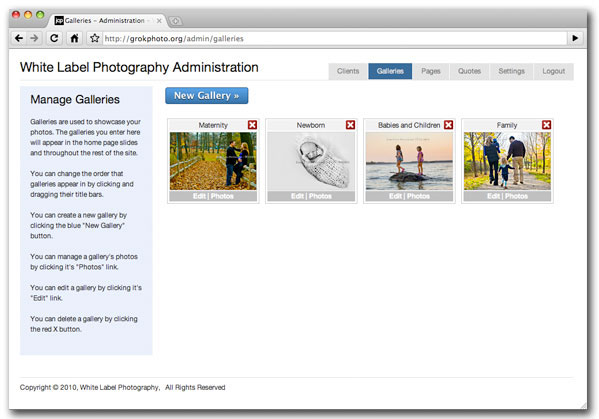 Galleries - Administration -
http://grokphoto.org/admin/galleries
White Label Photography Administration
Clients Galleries Pages Quotes Settings Logout
Manage Galleries
Galleries are used to showcase your
photos. The galleries you enter here
will appear in the home page slides
and throughout the rest of the site.
You can change the order that
galleries appear in by clicking and
dragging their title bars.
You can create a new gallery by
clicking the blue "New Gallery"
button.
You can manage a gallery's photos
by clicking it's "Photos" link.
You can edit a gallery by clicking it's
"Edit" link.
You can delete a gallery by clicking
the red X button.
New Gallery »
Maternity Newborn Babies and Children Family
Edit | Photos Edit | Photos Edit | Photos Edit | Photos
Copyright © 2010, White Label Photography, All Rights Reserved